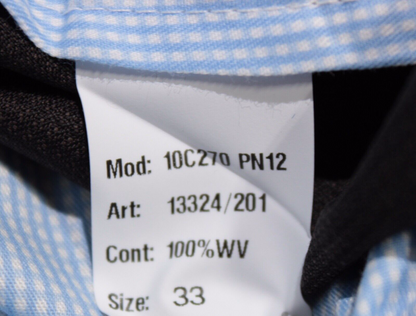 Mod: 10C270 PN12
Art: 13324/201
Cont: 100%WV
Size: 33